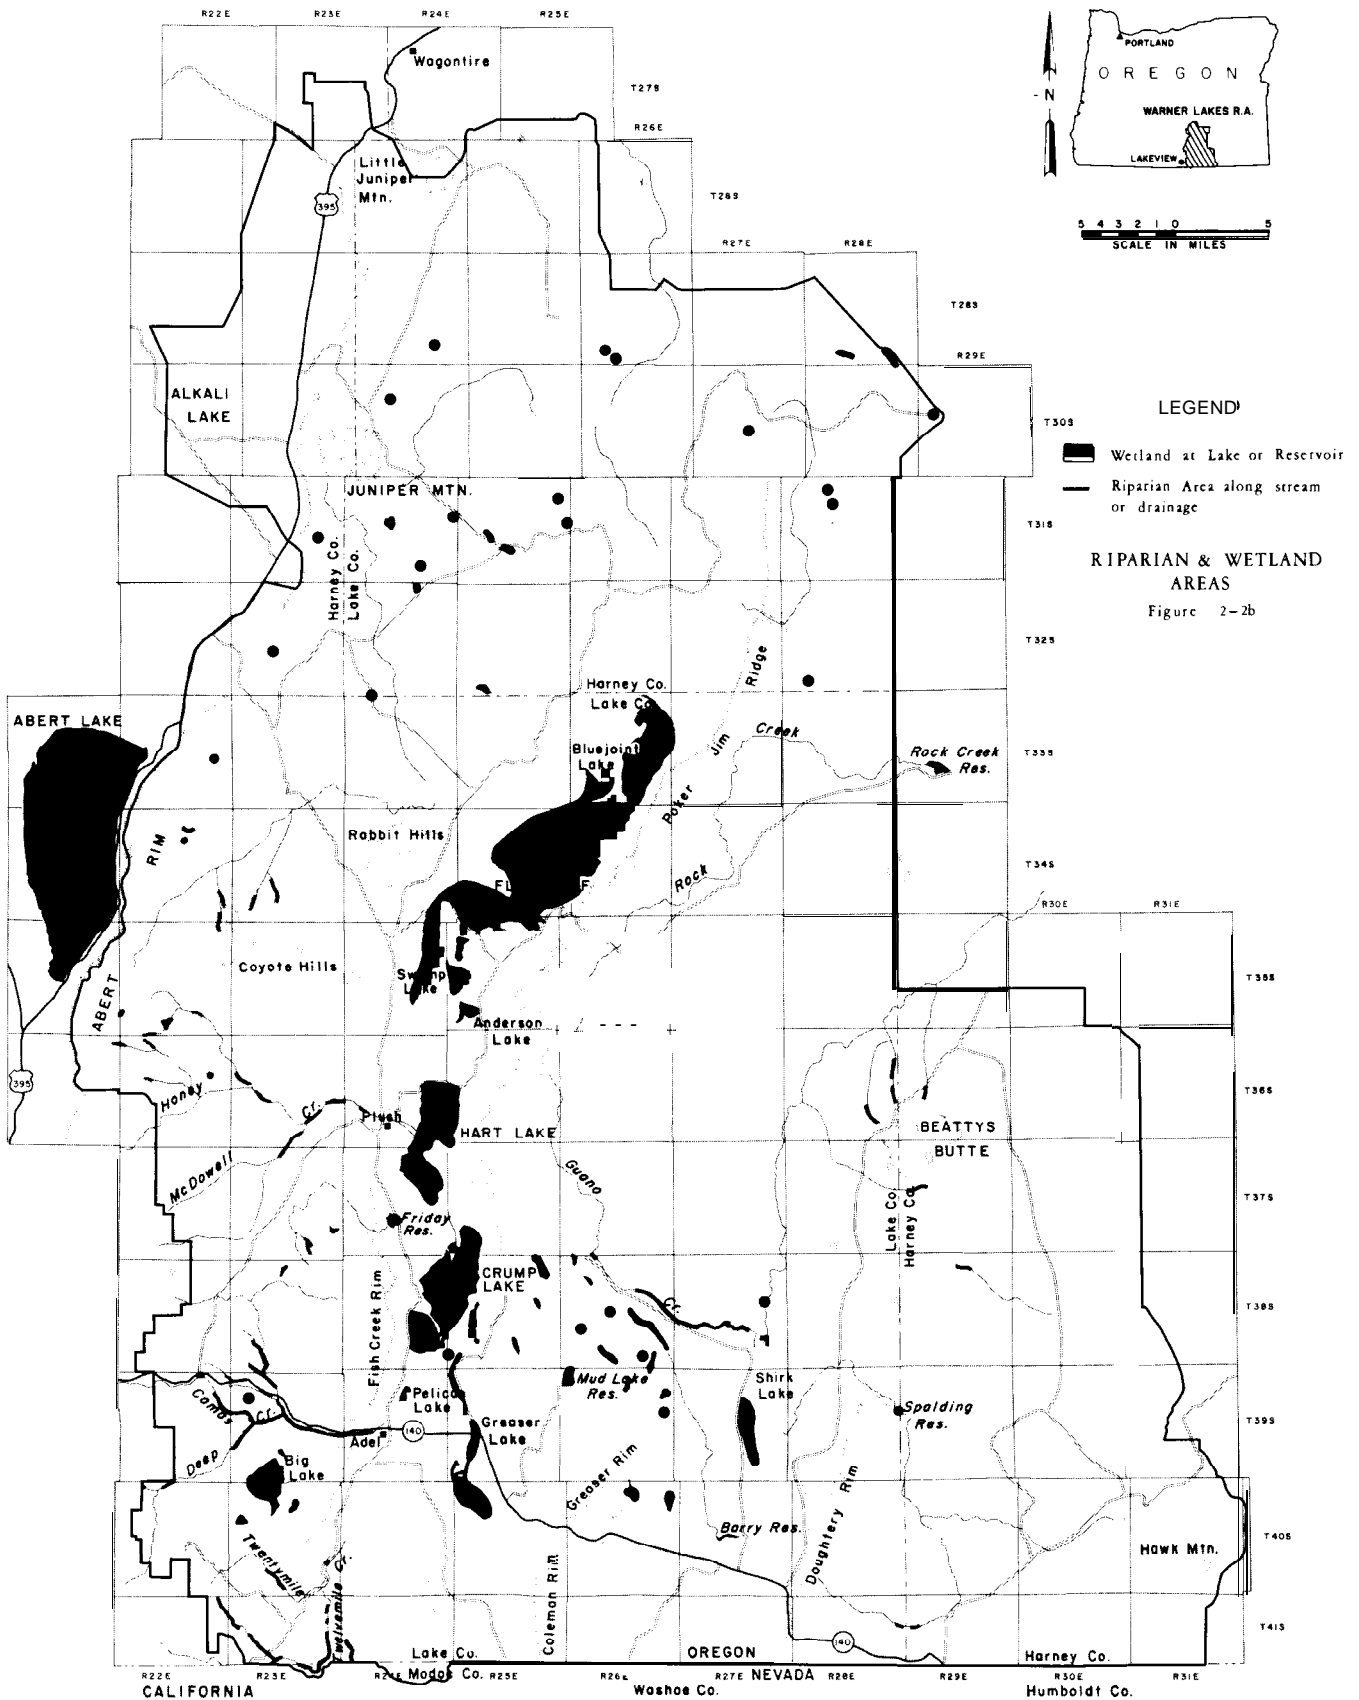 R22E
R23E
R24E
R25E
Wagontire
T27S
R26E
Little
Juniper
Mtn.
395
T28S
R27E
R28E
T28S
R29E
ALKALI
LAKE
T30S
N
PORTLAND
OREGON
WARNER LAKES R.A.
LAKEVIEW
5 4 3 2 1 0 5
SCALE IN MILES
LEGEND
Wetland at Lake or Reservoir
Riparian Area along stream
or drainage
RIPARIAN & WETLAND
AREAS
Figure 2-2b
JUNIPER MTN.
T31S
Harney Co.
Lake Co.
T32S
Harney Co.
Lake Co.
Poker Jim Ridge
ABERT LAKE
Bluejoint
Lake
Creek
Rock Creek
Res.
T33S
Rabbit Hills
ABERT RIM
Rock
T34S
R30E
R31E
Coyote Hills
Swamp
Lake
T35S
Anderson
Lake
395
Honey
Cr.
Plush
HART LAKE
T36S
BEATTYS
BUTTE
McDowell
Guano
Cr.
T37S
Friday
Res.
Lake Co.
Harney Co.
CRUMP
LAKE
T38S
Fish Creek Rim
Mud Lake
Res.
Shirk
Lake
Pelican
Lake
Camas
Cr.
Spalding
Res.
Greaser
Lake
T39S
Adel
140
Deep
Big
Lake
Greaser Rim
Barry Res.
Doughtery Rim
Hawk Mtn.
T40S
Twentymile
Twelvemile Cr.
Coleman Rim
T41S
140
Lake Co.
OREGON
Harney Co.
R22E
R23E
R24E
Modoc Co.
R25E
R26E
R27E
NEVADA
R28E
R29E
R30E
R31E
CALIFORNIA
Washoe Co.
Humboldt Co.